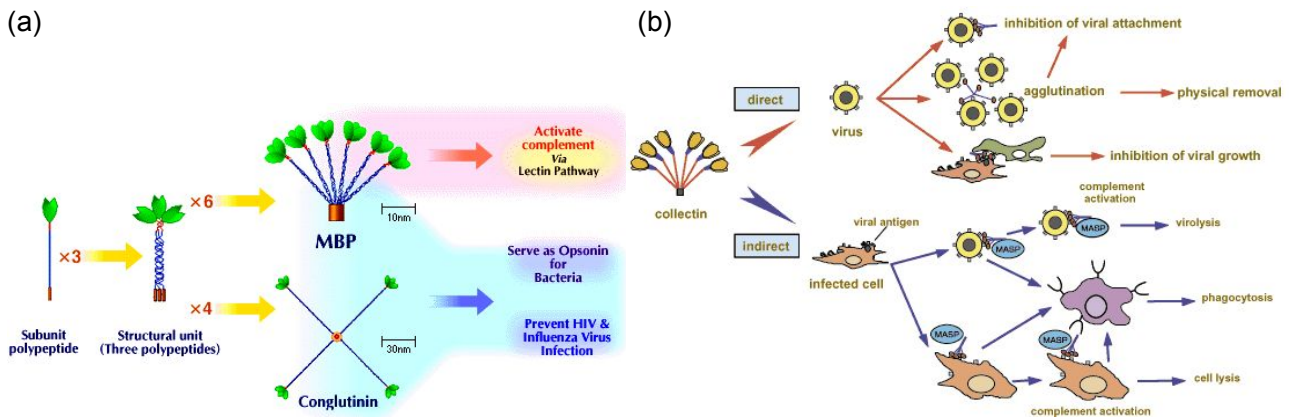 (a)
×3
×6
×4
Subunit
polypeptide
Structural unit
(Three polypeptides)
MBP
10nm
Conglutinin
30nm
Activate
complement
Via
Lectin Pathway
Serve as Opsonin
for
Bacteria
Prevent HIV &
Influenza Virus
Infection
(b)
collectin
direct
indirect
virus
inhibition of viral attachment
agglutination
physical removal
inhibition of viral growth
viral antigen
infected cell
complement
activation
MASP
MASP
virolysis
phagocytosis
MASP
MASP
cell lysis
complement activation